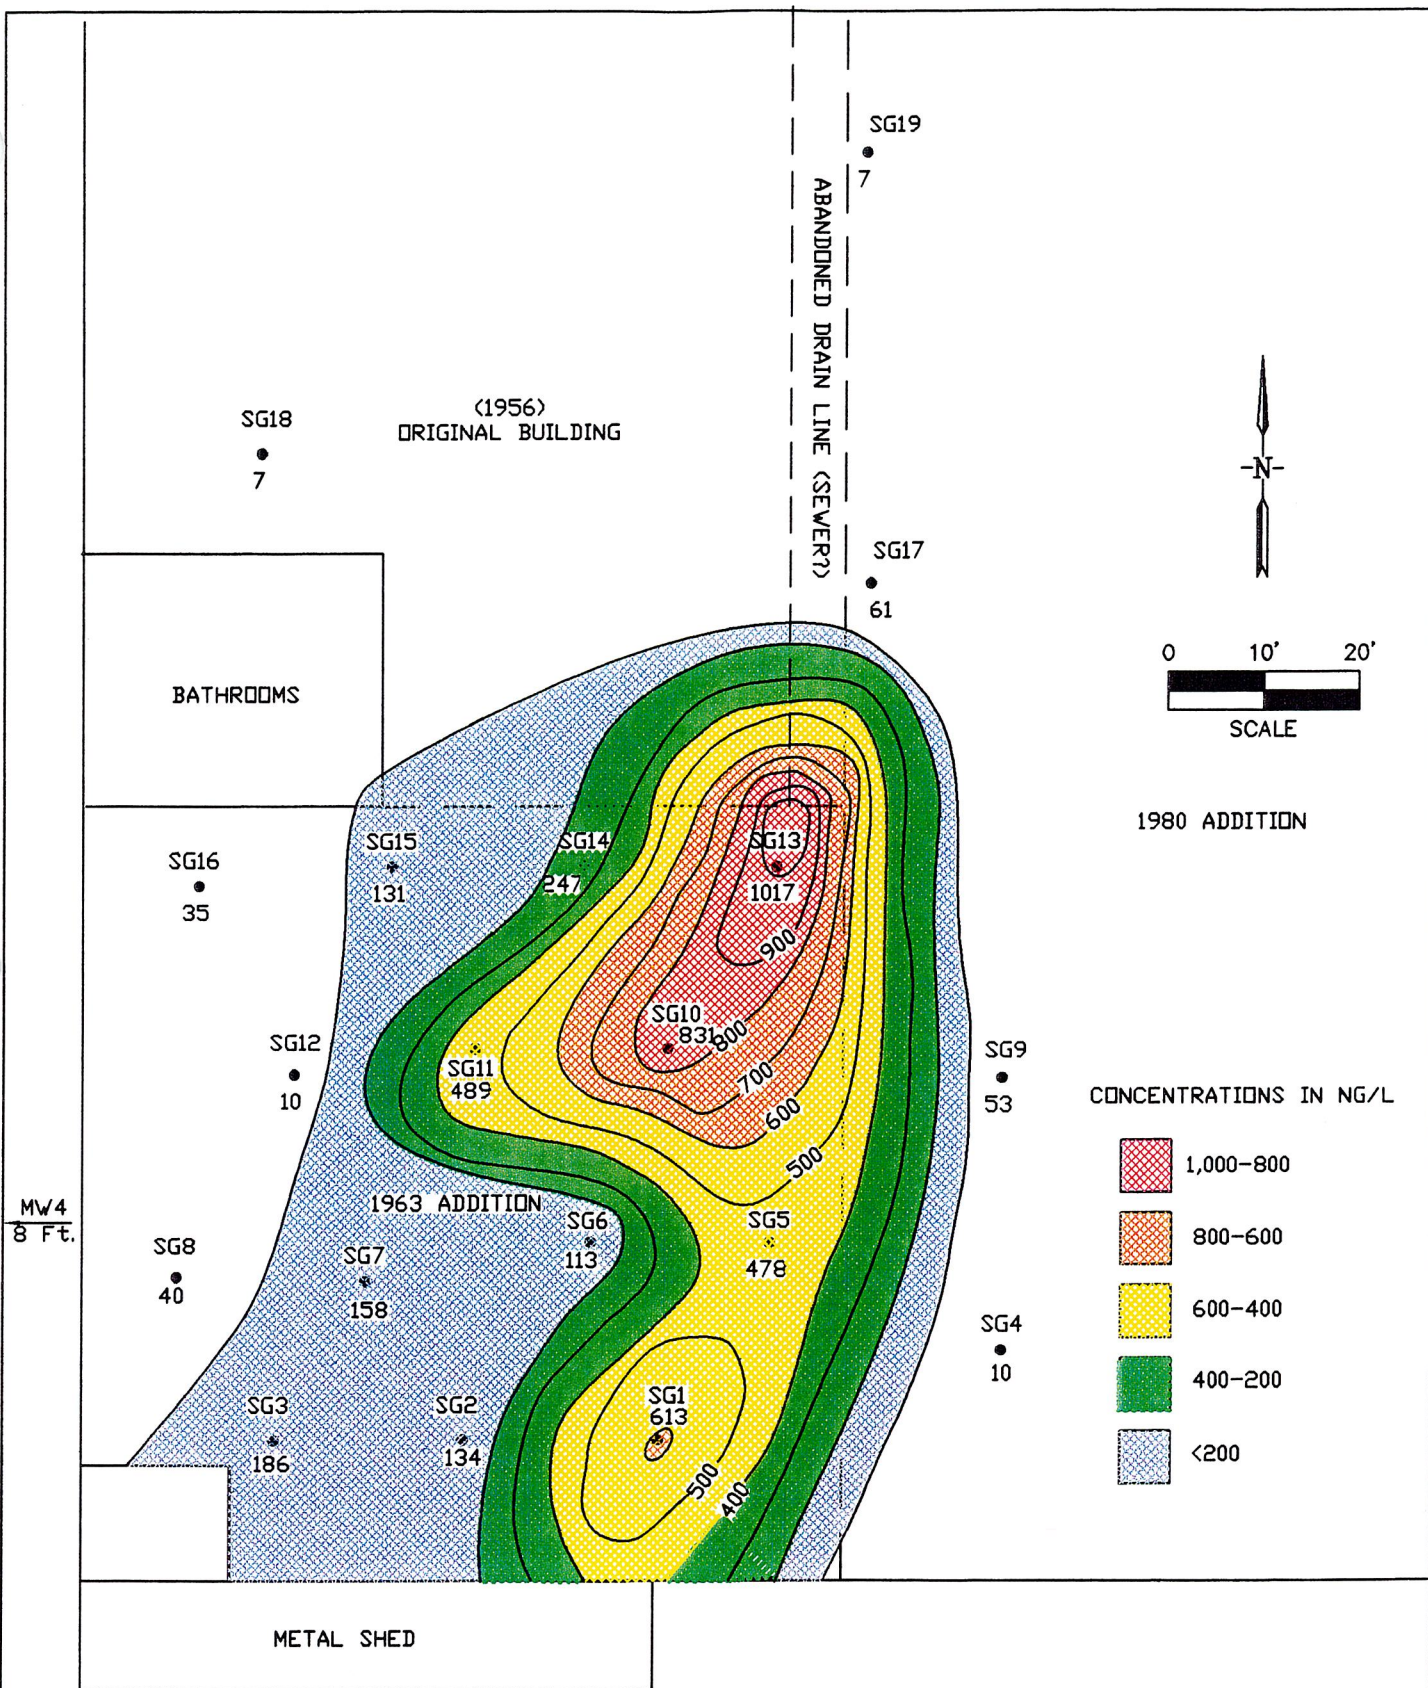 SG19
7
ABANDONED DRAIN LINE (SEWER?)
SG18
7
(1956)
ORIGINAL BUILDING
-N-
SG17
61
0 10' 20'
SCALE
BATHROOMS
1980 ADDITION
SG16
35
SG15
131
SG14
247
SG13
1017
900
SG12
10
SG11
489
SG10
831
800
700
600
500
SG9
53
CONCENTRATIONS IN NG/L
1,000-800
800-600
600-400
400-200
<200
MW4
8 Ft.
1963 ADDITION
SG8
40
SG7
158
SG6
113
SG5
478
SG4
10
SG3
186
SG2
134
SG1
613
500
400
METAL SHED